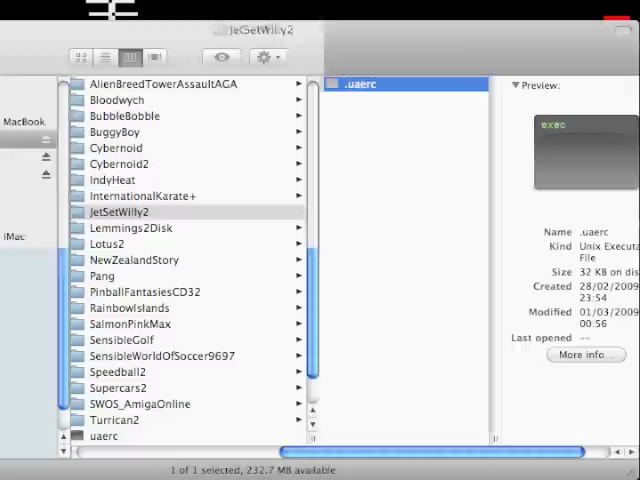 JetSetWilly2
AlienBreedTowerAssaultAGA
Bloodwych
BubbleBobble
BuggyBoy
Cybernoid
Cybernoid2
IndyHeat
InternationalKarate+
JetSetWilly2
Lemmings2Disk
Lotus2
NewZealandStory
Pang
PinballFantasiesCD32
RainbowIslands
SalmonPinkMax
SensibleGolf
SensibleWorldOfSoccer9697
Speedball2
Supercars2
SWOS_AmigaOnline
Turrican2
uaerc
MacBook
iMac
.uaerc
Preview:
exec
Name .uaerc
Kind Unix Executa
File
Size 32 KB on dis
Created 28/02/2009
23:54
Modified 01/03/2009
00:56
Last opened --
More info...
1 of 1 selected, 232.7 MB available